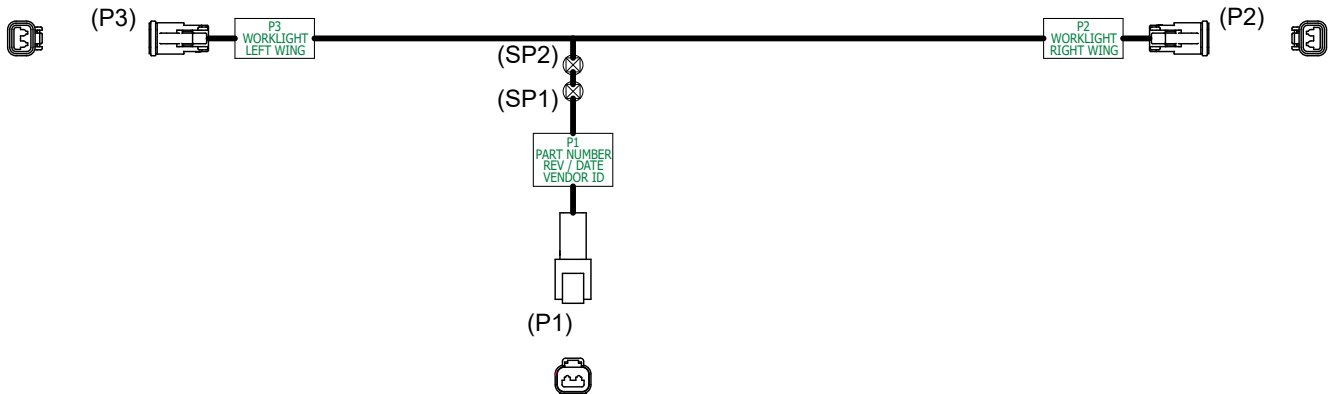 (P3)
P3
WORKLIGHT
LEFT WING
P2
WORKLIGHT
RIGHT WING
(P2)
(SP2)
(SP1)
P1
PART NUMBER
REV / DATE
VENDOR ID
(P1)